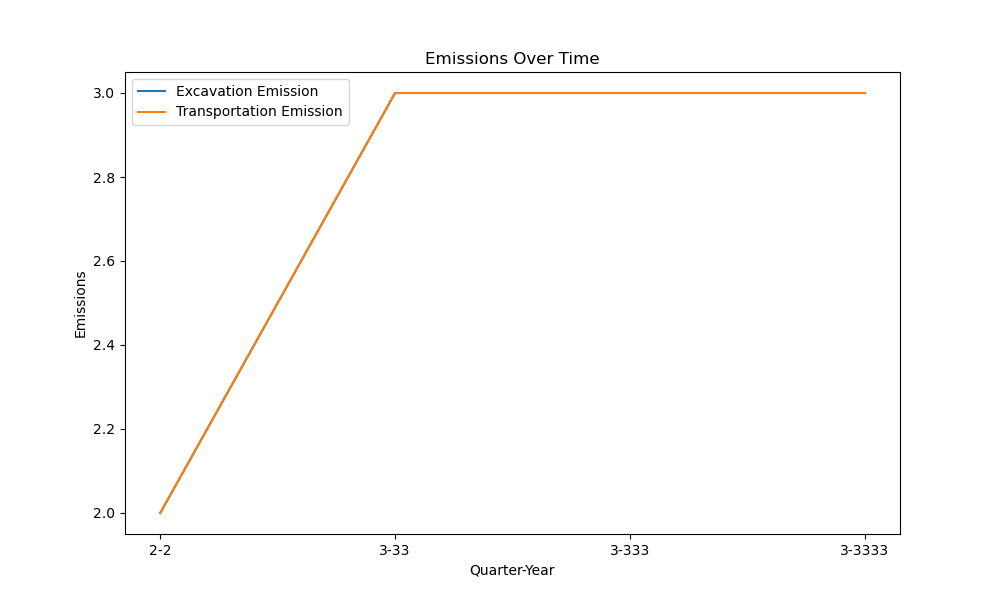 Emissions Over Time
Excavation Emission
Transportation Emission
3.0
2.8
2.6
2.4
2.2
2.0
Emissions
2-2
3-33
3-333
3-3333
Quarter-Year